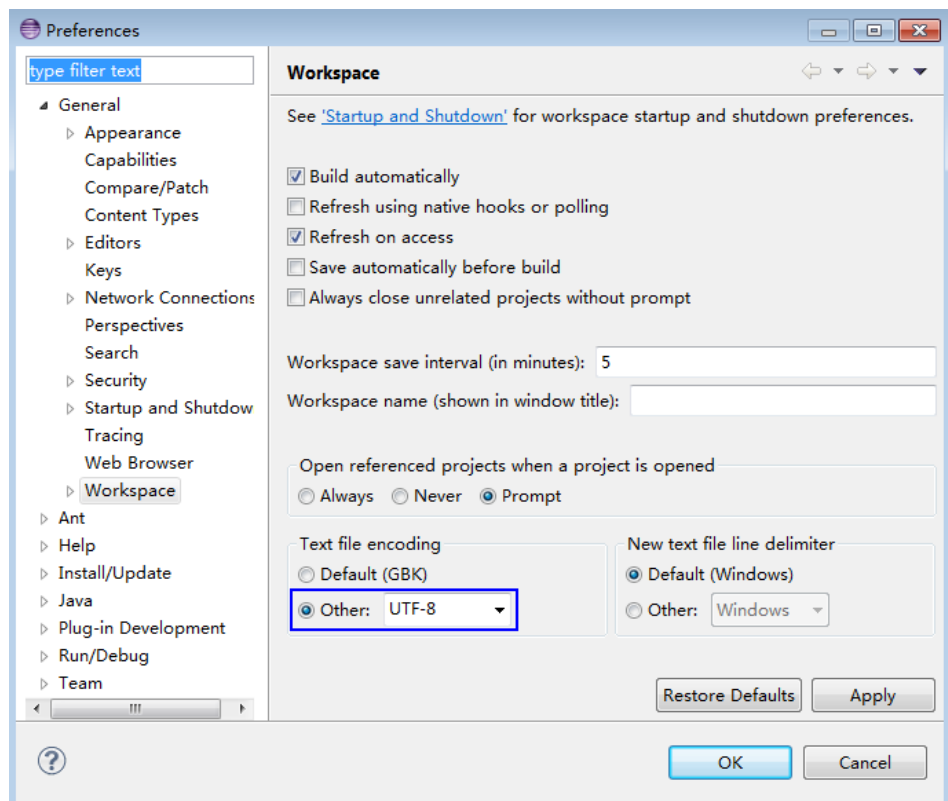 Preferences
type filter text
General
Appearance
Capabilities
Compare/Patch
Content Types
Editors
Keys
Network Connections
Perspectives
Search
Security
Startup and Shutdow
Tracing
Web Browser
Workspace
Ant
Help
Install/Update
Java
Plug-in Development
Run/Debug
Team
Workspace
See 'Startup and Shutdown' for workspace startup and shutdown preferences.
Build automatically
Refresh using native hooks or polling
Refresh on access
Save automatically before build
Always close unrelated projects without prompt
Workspace save interval (in minutes): 5
Workspace name (shown in window title):
Open referenced projects when a project is opened
Always Never Prompt
Text file encoding
Default (GBK)
Other: UTF-8
New text file line delimiter
Default (Windows)
Other: Windows
Restore Defaults Apply
OK Cancel